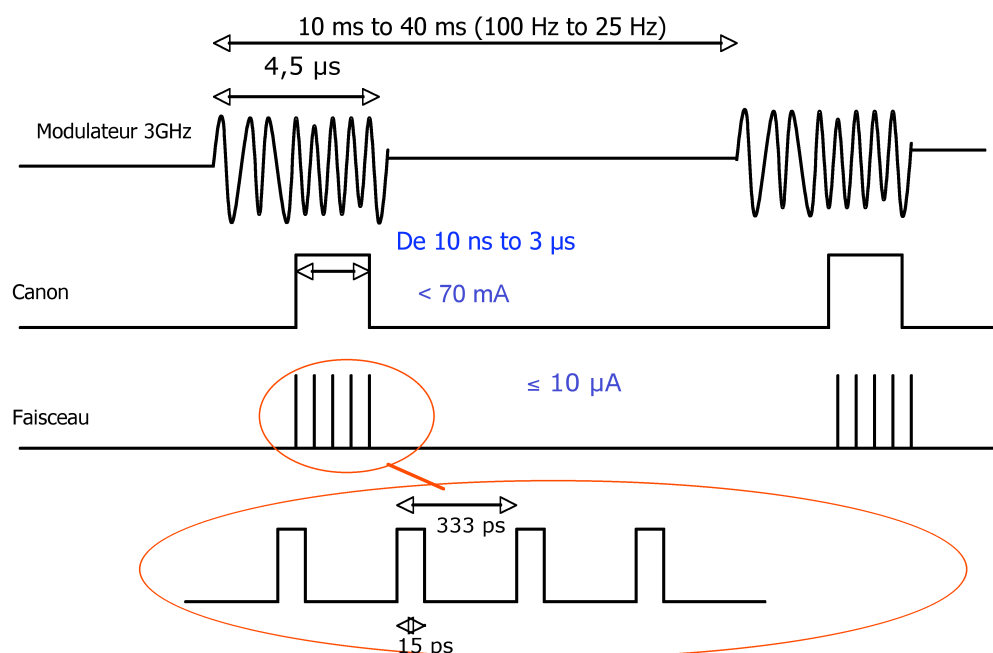 10 ms to 40 ms (100 Hz to 25 Hz)
4,5 µs
Modulateur 3GHz
De 10 ns to 3 µs
Canon
< 70 mA
≤ 10 µA
Faisceau
333 ps
15 ps